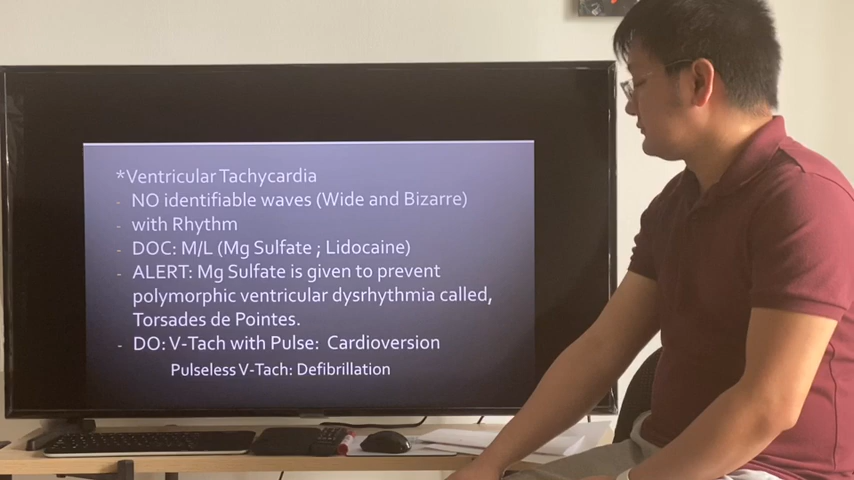 *Ventricular Tachycardia
- NO identifiable waves (Wide and Bizarre)
- with Rhythm
- DOC: M/L (Mg Sulfate ; Lidocaine)
- ALERT: Mg Sulfate is given to prevent
polymorphic ventricular dysrhythmia called,
Torsades de Pointes.
- DO: V-Tach with Pulse: Cardioversion
Pulseless V-Tach: Defibrillation